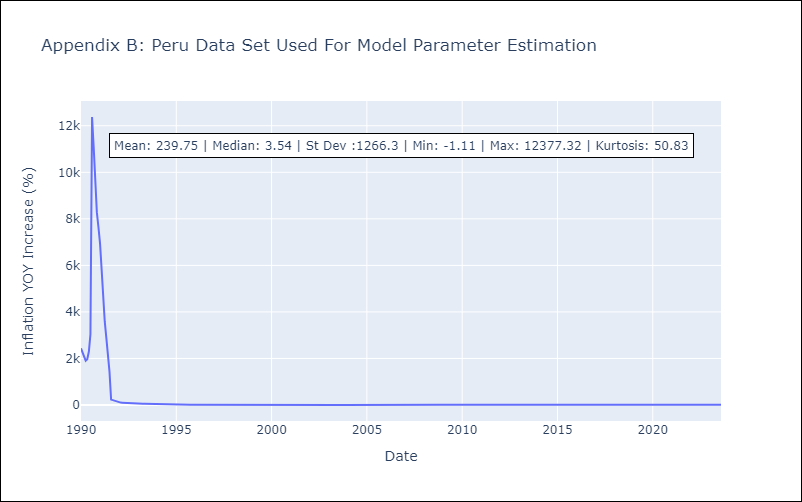 Appendix B: Peru Data Set Used For Model Parameter Estimation
Mean: 239.75 | Median: 3.54 | St Dev :1266.3 | Min: -1.11 | Max: 12377.32 | Kurtosis: 50.83
Inflation YOY Increase (%)
12k
10k
8k
6k
4k
2k
0
1990
1995
2000
2005
2010
2015
2020
Date